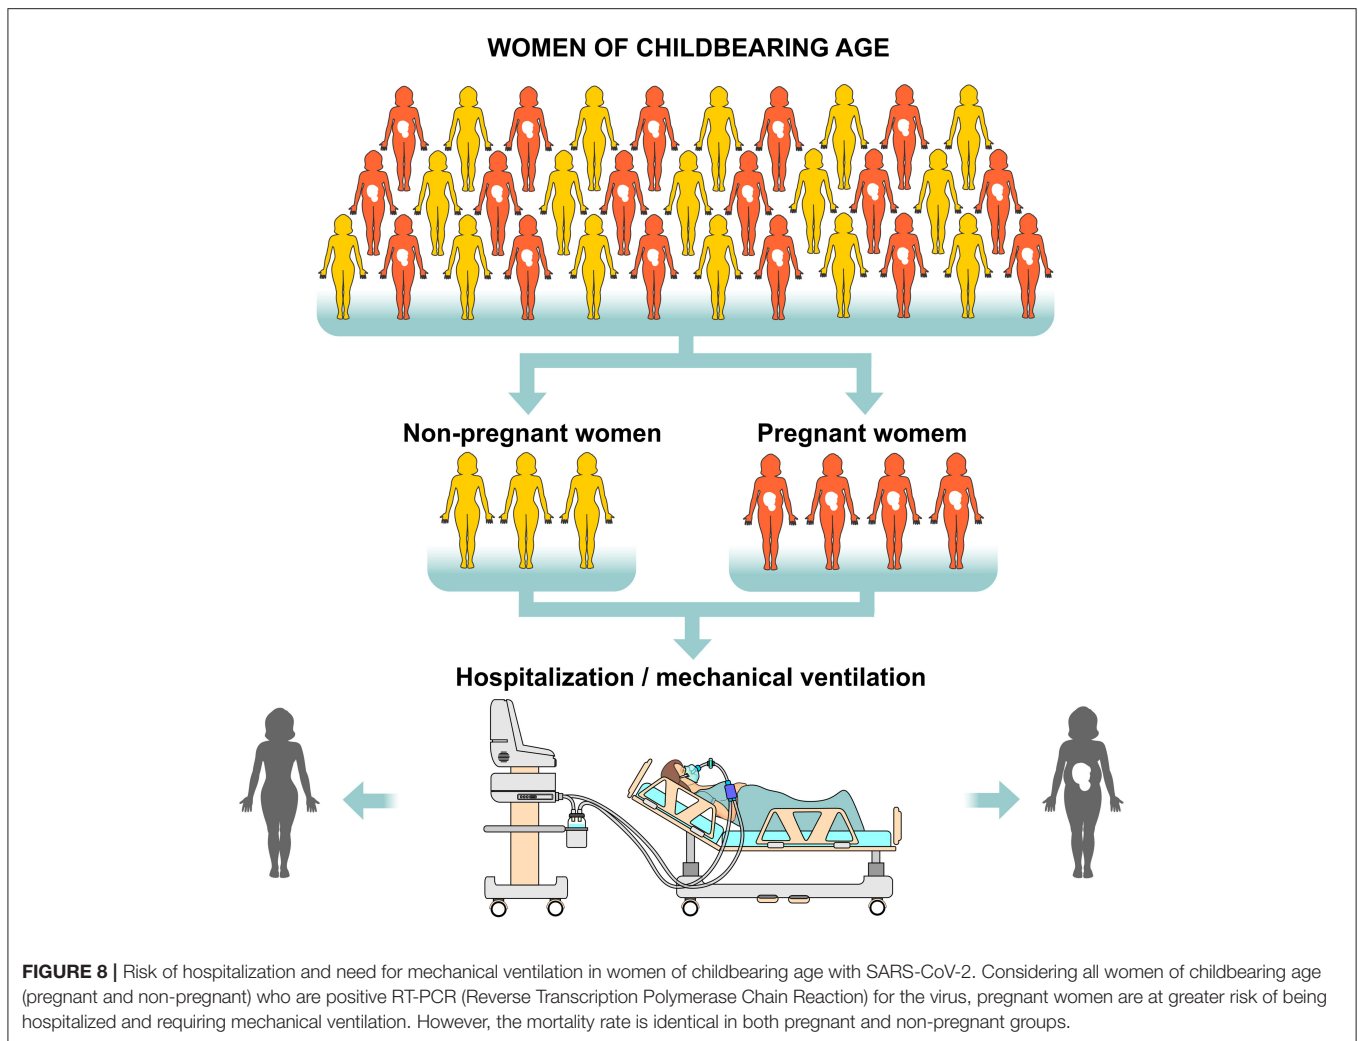 WOMEN OF CHILDBEARING AGE
Non-pregnant women
Pregnant womem
Hospitalization / mechanical ventilation
FIGURE 8 | Risk of hospitalization and need for mechanical ventilation in women of childbearing age with SARS-CoV-2. Considering all women of childbearing age
(pregnant and non-pregnant) who are positive RT-PCR (Reverse Transcription Polymerase Chain Reaction) for the virus, pregnant women are at greater risk of being
hospitalized and requiring mechanical ventilation. However, the mortality rate is identical in both pregnant and non-pregnant groups.